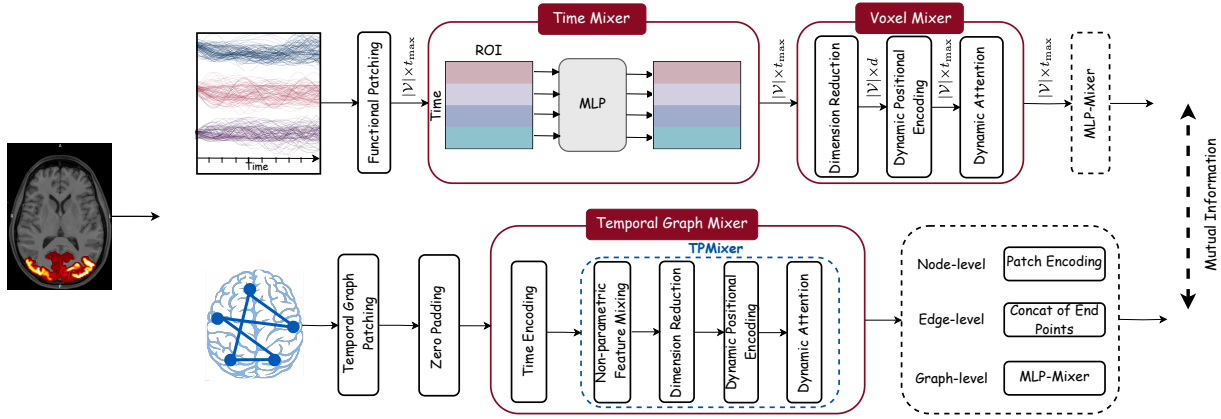 Time Mixer
Voxel Mixer
Time
Functional Patching
|𝒱| × t_max
ROI
Time
MLP
|𝒱| × t_max
Dimension Reduction
|𝒱| × d
Dynamic Positional
Encoding
|𝒱| × t_max
Dynamic Attention
|𝒱| × t_max
MLP-Mixer
Mutual Information
Temporal Graph Mixer
TPMixer
Temporal Graph
Patching
Zero Padding
Time Encoding
Non-parametric
Feature Mixing
Dimension Reduction
Dynamic Positional
Encoding
Dynamic Attention
Node-level
Patch Encoding
Edge-level
Concat of End
Points
Graph-level
MLP-Mixer